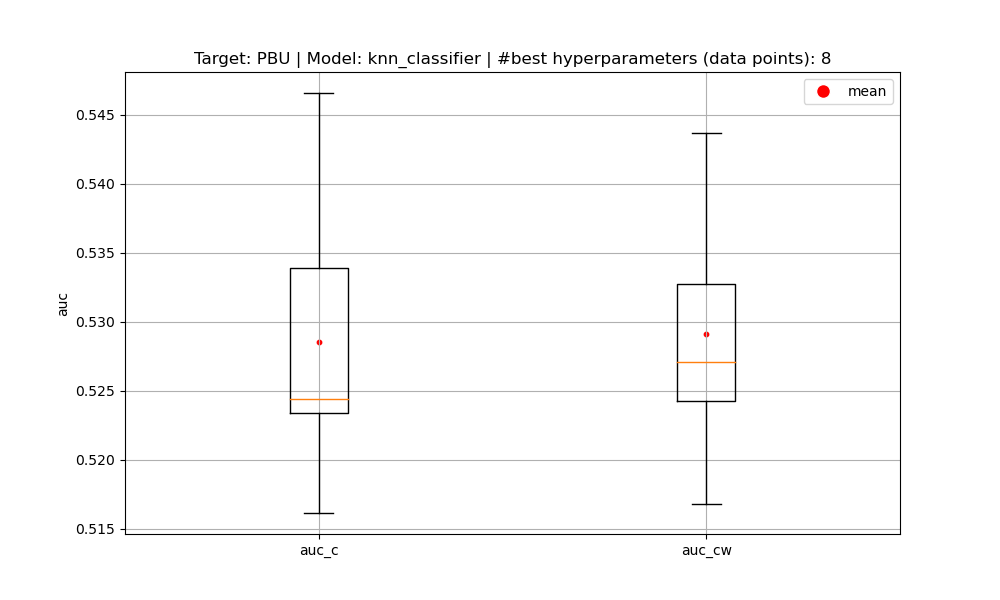 Target: PBU | Model: knn_classifier | #best hyperparameters (data points): 8
mean
0.545
0.540
0.535
0.530
0.525
0.520
0.515
auc
auc_c
auc_cw